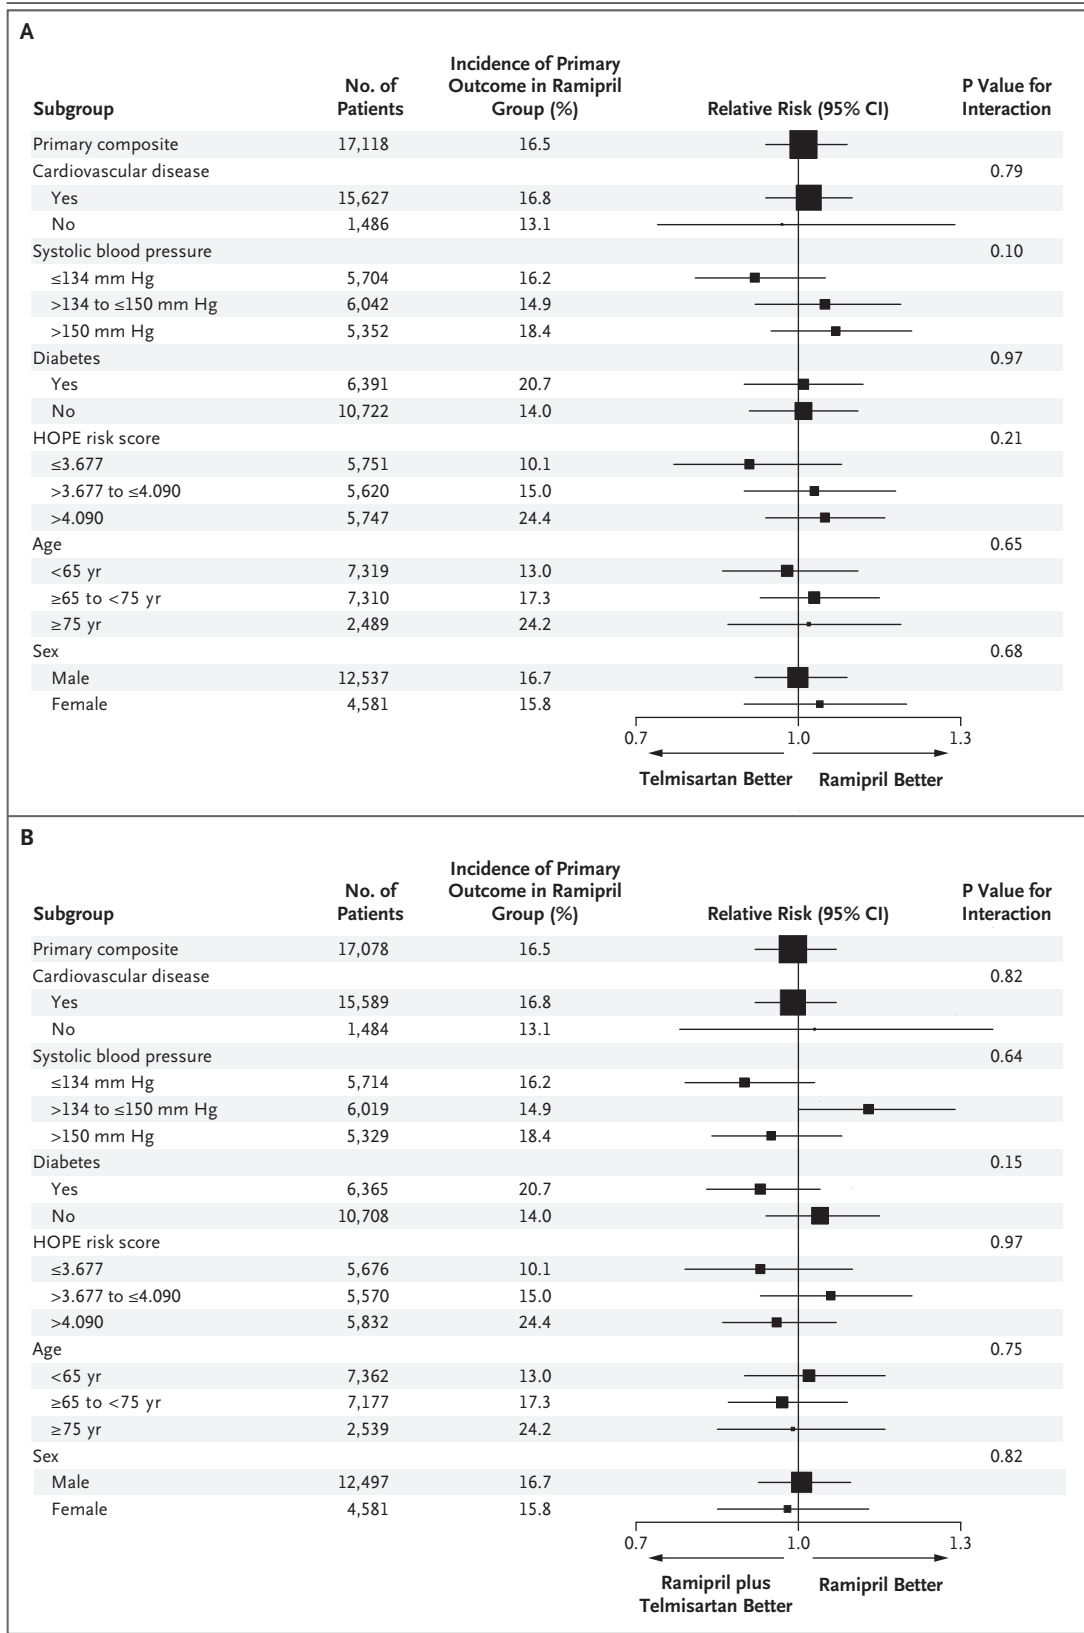 A
Subgroup No. of Patients Incidence of Primary Outcome in Ramipril Group (%) Relative Risk (95% CI) P Value for Interaction
Primary composite 17,118 16.5
Cardiovascular disease 0.79
Yes 15,627 16.8
No 1,486 13.1
Systolic blood pressure 0.10
≤134 mm Hg 5,704 16.2
>134 to ≤150 mm Hg 6,042 14.9
>150 mm Hg 5,352 18.4
Diabetes 0.97
Yes 6,391 20.7
No 10,722 14.0
HOPE risk score 0.21
≤3.677 5,751 10.1
>3.677 to ≤4.090 5,620 15.0
>4.090 5,747 24.4
Age 0.65
<65 yr 7,319 13.0
≥65 to <75 yr 7,310 17.3
≥75 yr 2,489 24.2
Sex 0.68
Male 12,537 16.7
Female 4,581 15.8
0.7 1.0 1.3
Telmisartan Better Ramipril Better
B
Subgroup No. of Patients Incidence of Primary Outcome in Ramipril Group (%) Relative Risk (95% CI) P Value for Interaction
Primary composite 17,078 16.5
Cardiovascular disease 0.82
Yes 15,589 16.8
No 1,484 13.1
Systolic blood pressure 0.64
≤134 mm Hg 5,714 16.2
>134 to ≤150 mm Hg 6,019 14.9
>150 mm Hg 5,329 18.4
Diabetes 0.15
Yes 6,365 20.7
No 10,708 14.0
HOPE risk score 0.97
≤3.677 5,676 10.1
>3.677 to ≤4.090 5,570 15.0
>4.090 5,832 24.4
Age 0.75
<65 yr 7,362 13.0
≥65 to <75 yr 7,177 17.3
≥75 yr 2,539 24.2
Sex 0.82
Male 12,497 16.7
Female 4,581 15.8
0.7 1.0 1.3
Ramipril plus Telmisartan Better Ramipril Better